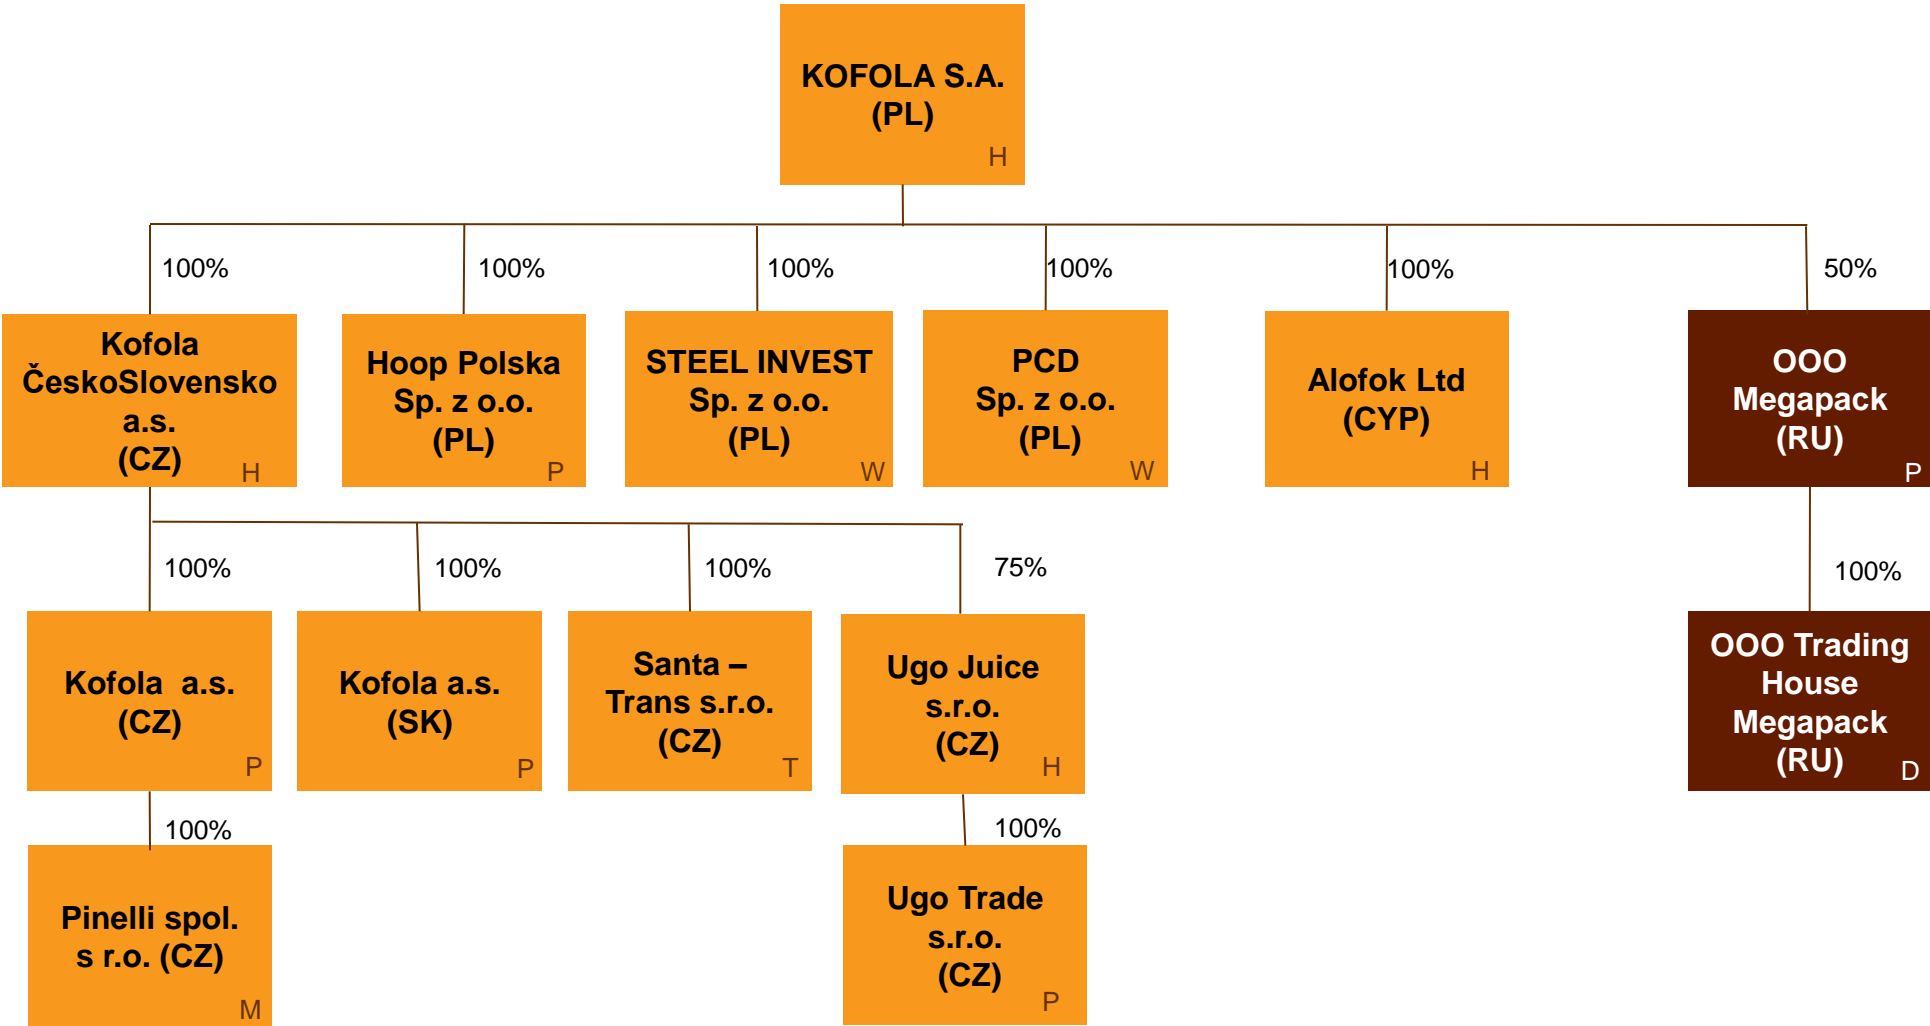 KOFOLA S.A.
(PL)
H
100%
100%
100%
100%
100%
50%
Kofola
ČeskoSlovensko
a.s.
(CZ)
H
Hoop Polska
Sp. z o.o.
(PL)
P
STEEL INVEST
Sp. z o.o.
(PL)
W
PCD
Sp. z o.o.
(PL)
W
Alofok Ltd
(CYP)
H
OOO
Megapack
(RU)
P
100%
100%
100%
75%
100%
Kofola a.s.
(CZ)
P
Kofola a.s.
(SK)
P
Santa –
Trans s.r.o.
(CZ)
T
Ugo Juice
s.r.o.
(CZ)
H
OOO Trading
House
Megapack
(RU)
D
100%
100%
Pinelli spol.
s r.o. (CZ)
M
Ugo Trade
s.r.o.
(CZ)
P